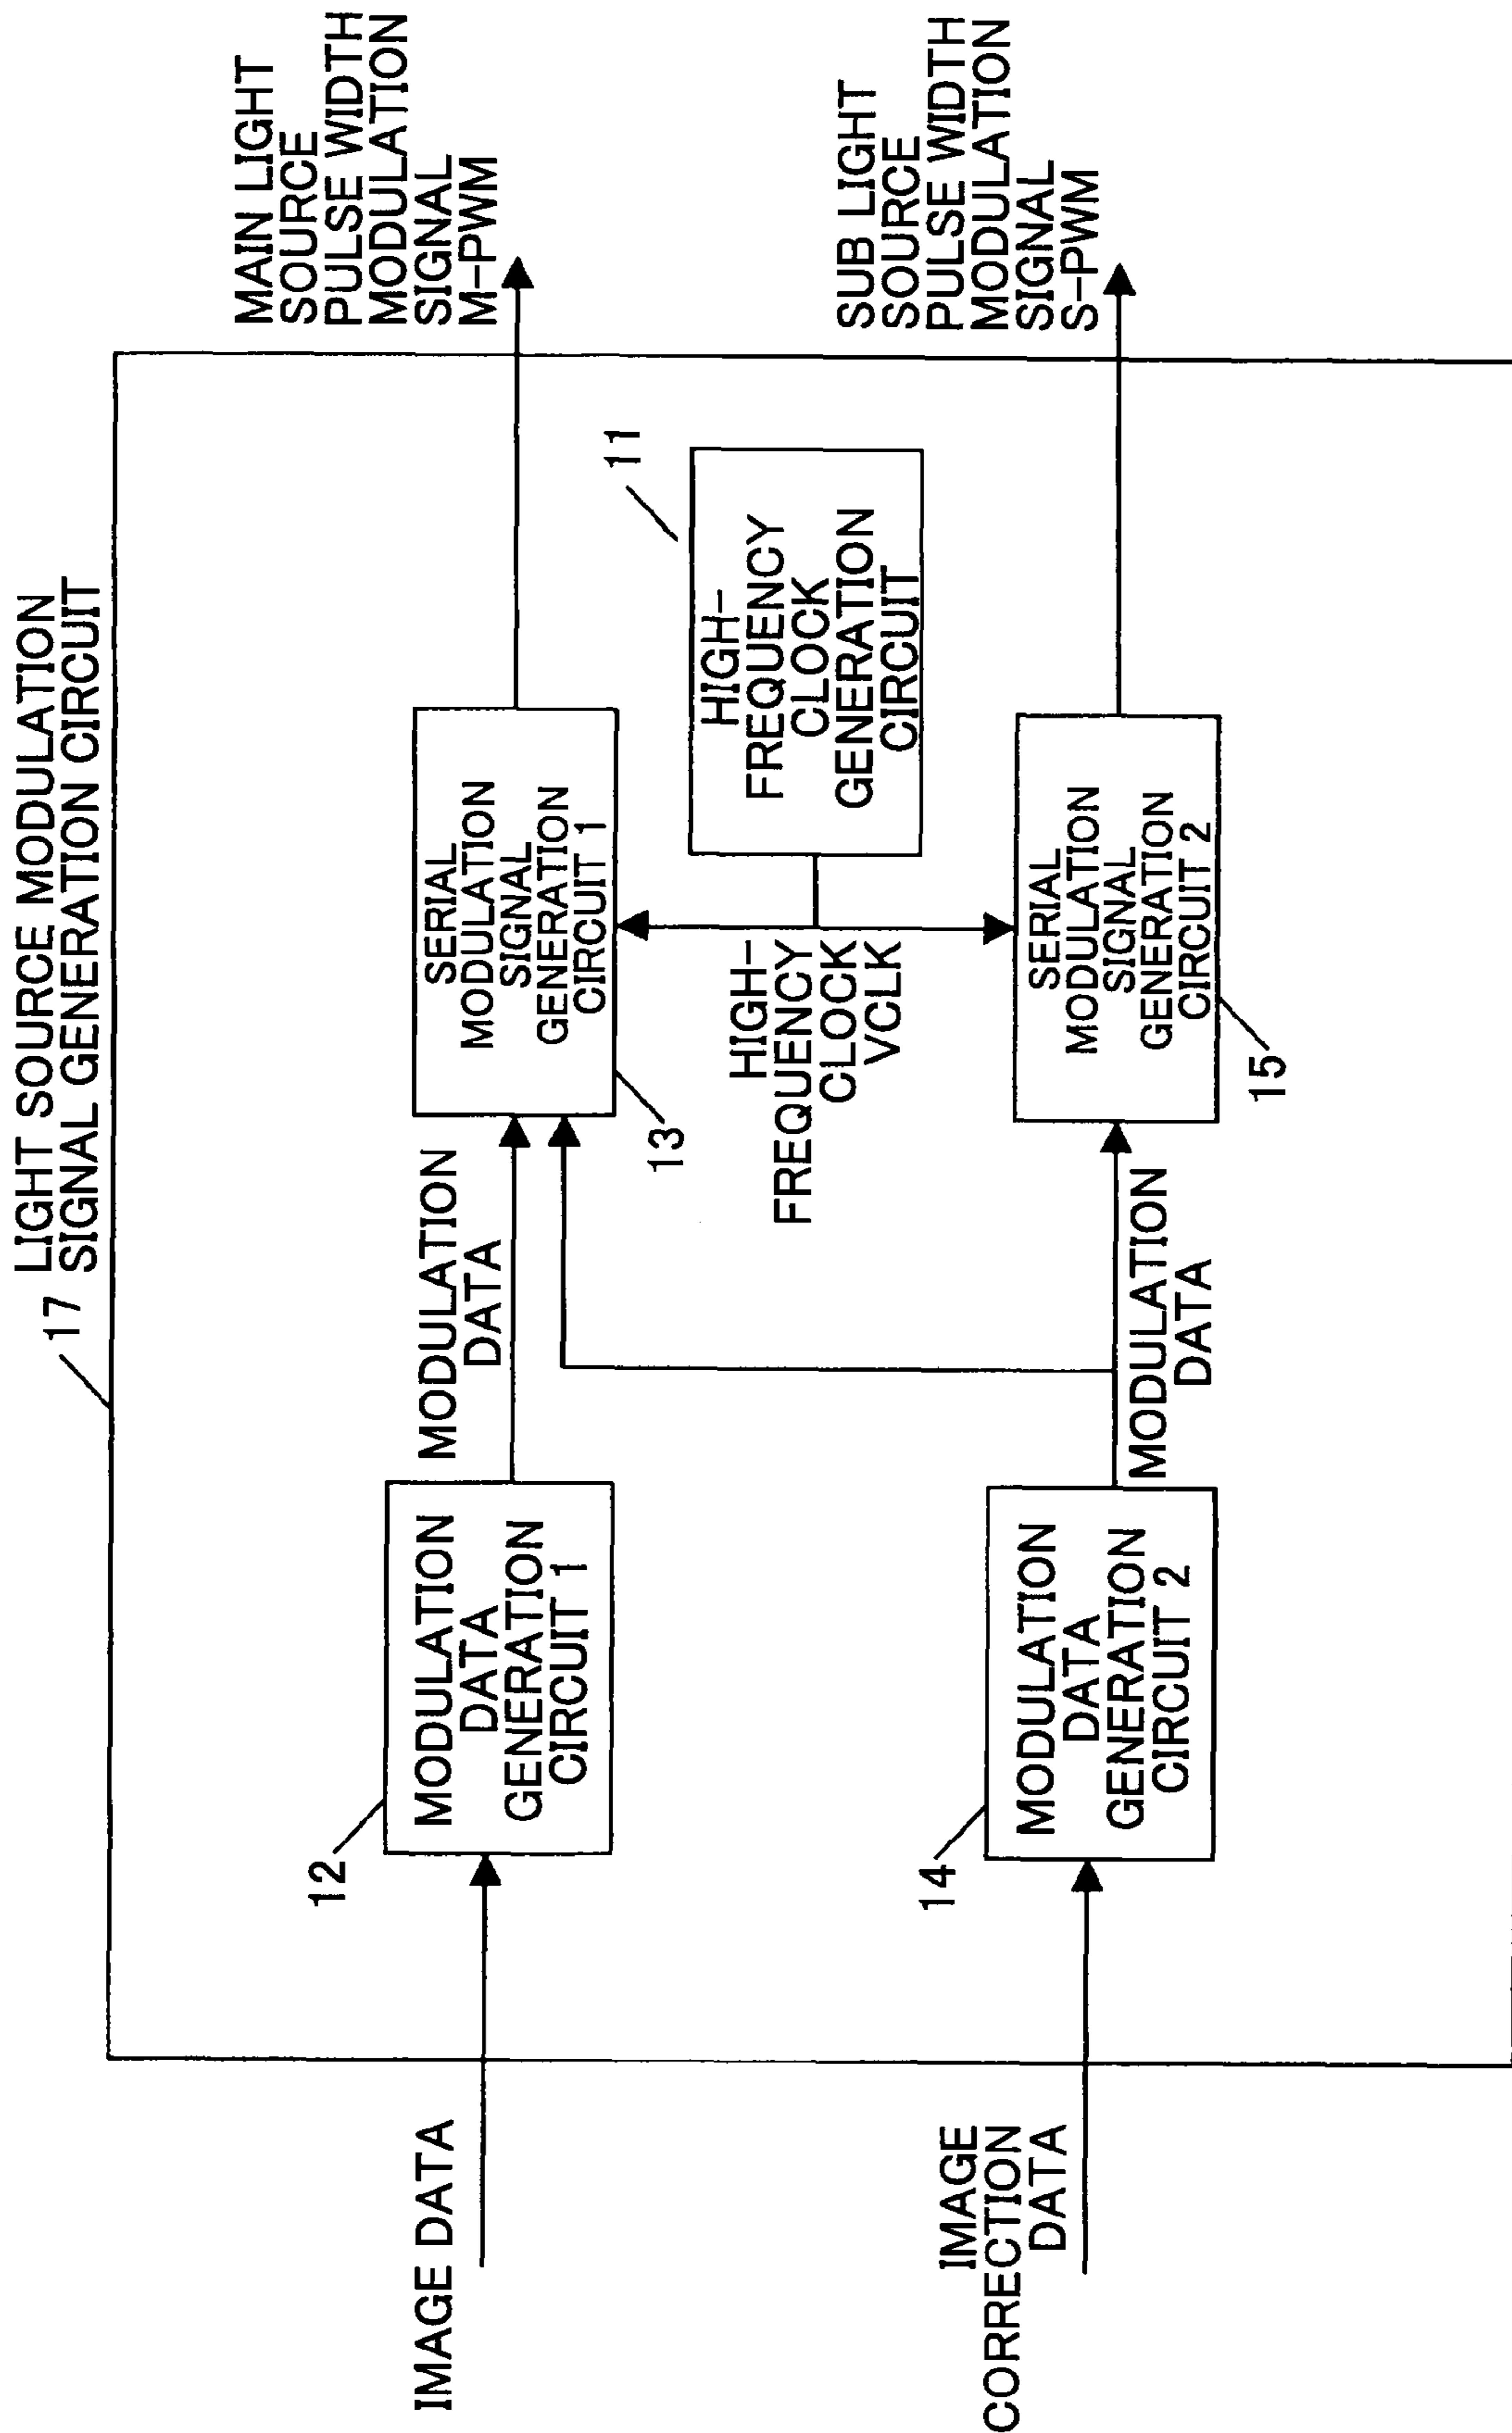 LIGHT SOURCE MODULATION
SIGNAL GENERATION CIRCUIT
17
IMAGE DATA
12
MODULATION
DATA
GENERATION
CIRCUIT 1
MODULATION
DATA
SERIAL
MODULATION
SIGNAL
GENERATION
CIRCUIT 1
13
MAIN LIGHT
SOURCE
PULSE WIDTH
MODULATION
SIGNAL
M-PWM
HIGH-
FREQUENCY
CLOCK
VCLK
11
HIGH-
FREQUENCY
CLOCK
GENERATION
CIRCUIT
IMAGE
CORRECTION
DATA
14
MODULATION
DATA
GENERATION
CIRCUIT 2
MODULATION
DATA
SERIAL
MODULATION
SIGNAL
GENERATION
CIRCUIT 2
15
SUB LIGHT
SOURCE
PULSE WIDTH
MODULATION
SIGNAL
S-PWM